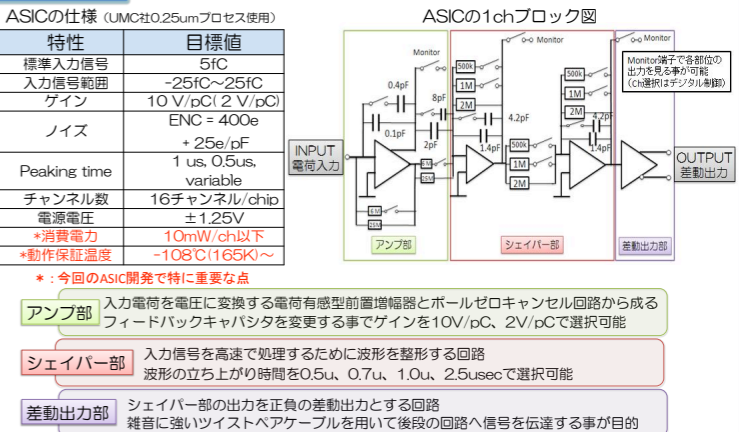 ASICの仕様（UMC社0.25umプロセス使用）
特性 目標値
標準入力信号 5fC
入力信号範囲 -25fC〜25fC
ゲイン 10 V/pC( 2 V/pC)
ノイズ ENC = 400e
+ 25e/pF
Peaking time 1 us, 0.5us,
variable
チャンネル数 16チャンネル/chip
電源電圧 ±1.25V
*消費電力 10mW/ch以下
*動作保証温度 -108℃(165K)〜
*：今回のASIC開発で特に重要な点
ASICの1chブロック図
INPUT
電荷入力
Monitor
0.4pF
0.1pF
8pF
2pF
6M
25M
6M
25M
アンプ部
Monitor
500k
1M
2M
4.2pF
1.4pF
500k
1M
2M
シェイパー部
Monitor
500k
1M
2M
4.2pF
1.4pF
差動出力部
Monitor端子で各部位の
出力を見る事が可能
(Ch選択はデジタル制御)
OUTPUT
差動出力
アンプ部
入力電荷を電圧に変換する電荷有感型前置増幅器とポールゼロキャンセル回路から成る
フィードバックキャパシタを変更する事でゲインを10V/pC、2V/pCで選択可能
シェイパー部
入力信号を高速で処理するために波形を整形する回路
波形の立ち上がり時間を0.5u、0.7u、1.0u、2.5usecで選択可能
差動出力部
シェイパー部の出力を正負の差動出力とする回路
雑音に強いツイストペアケーブルを用いて後段の回路へ信号を伝達する事が目的